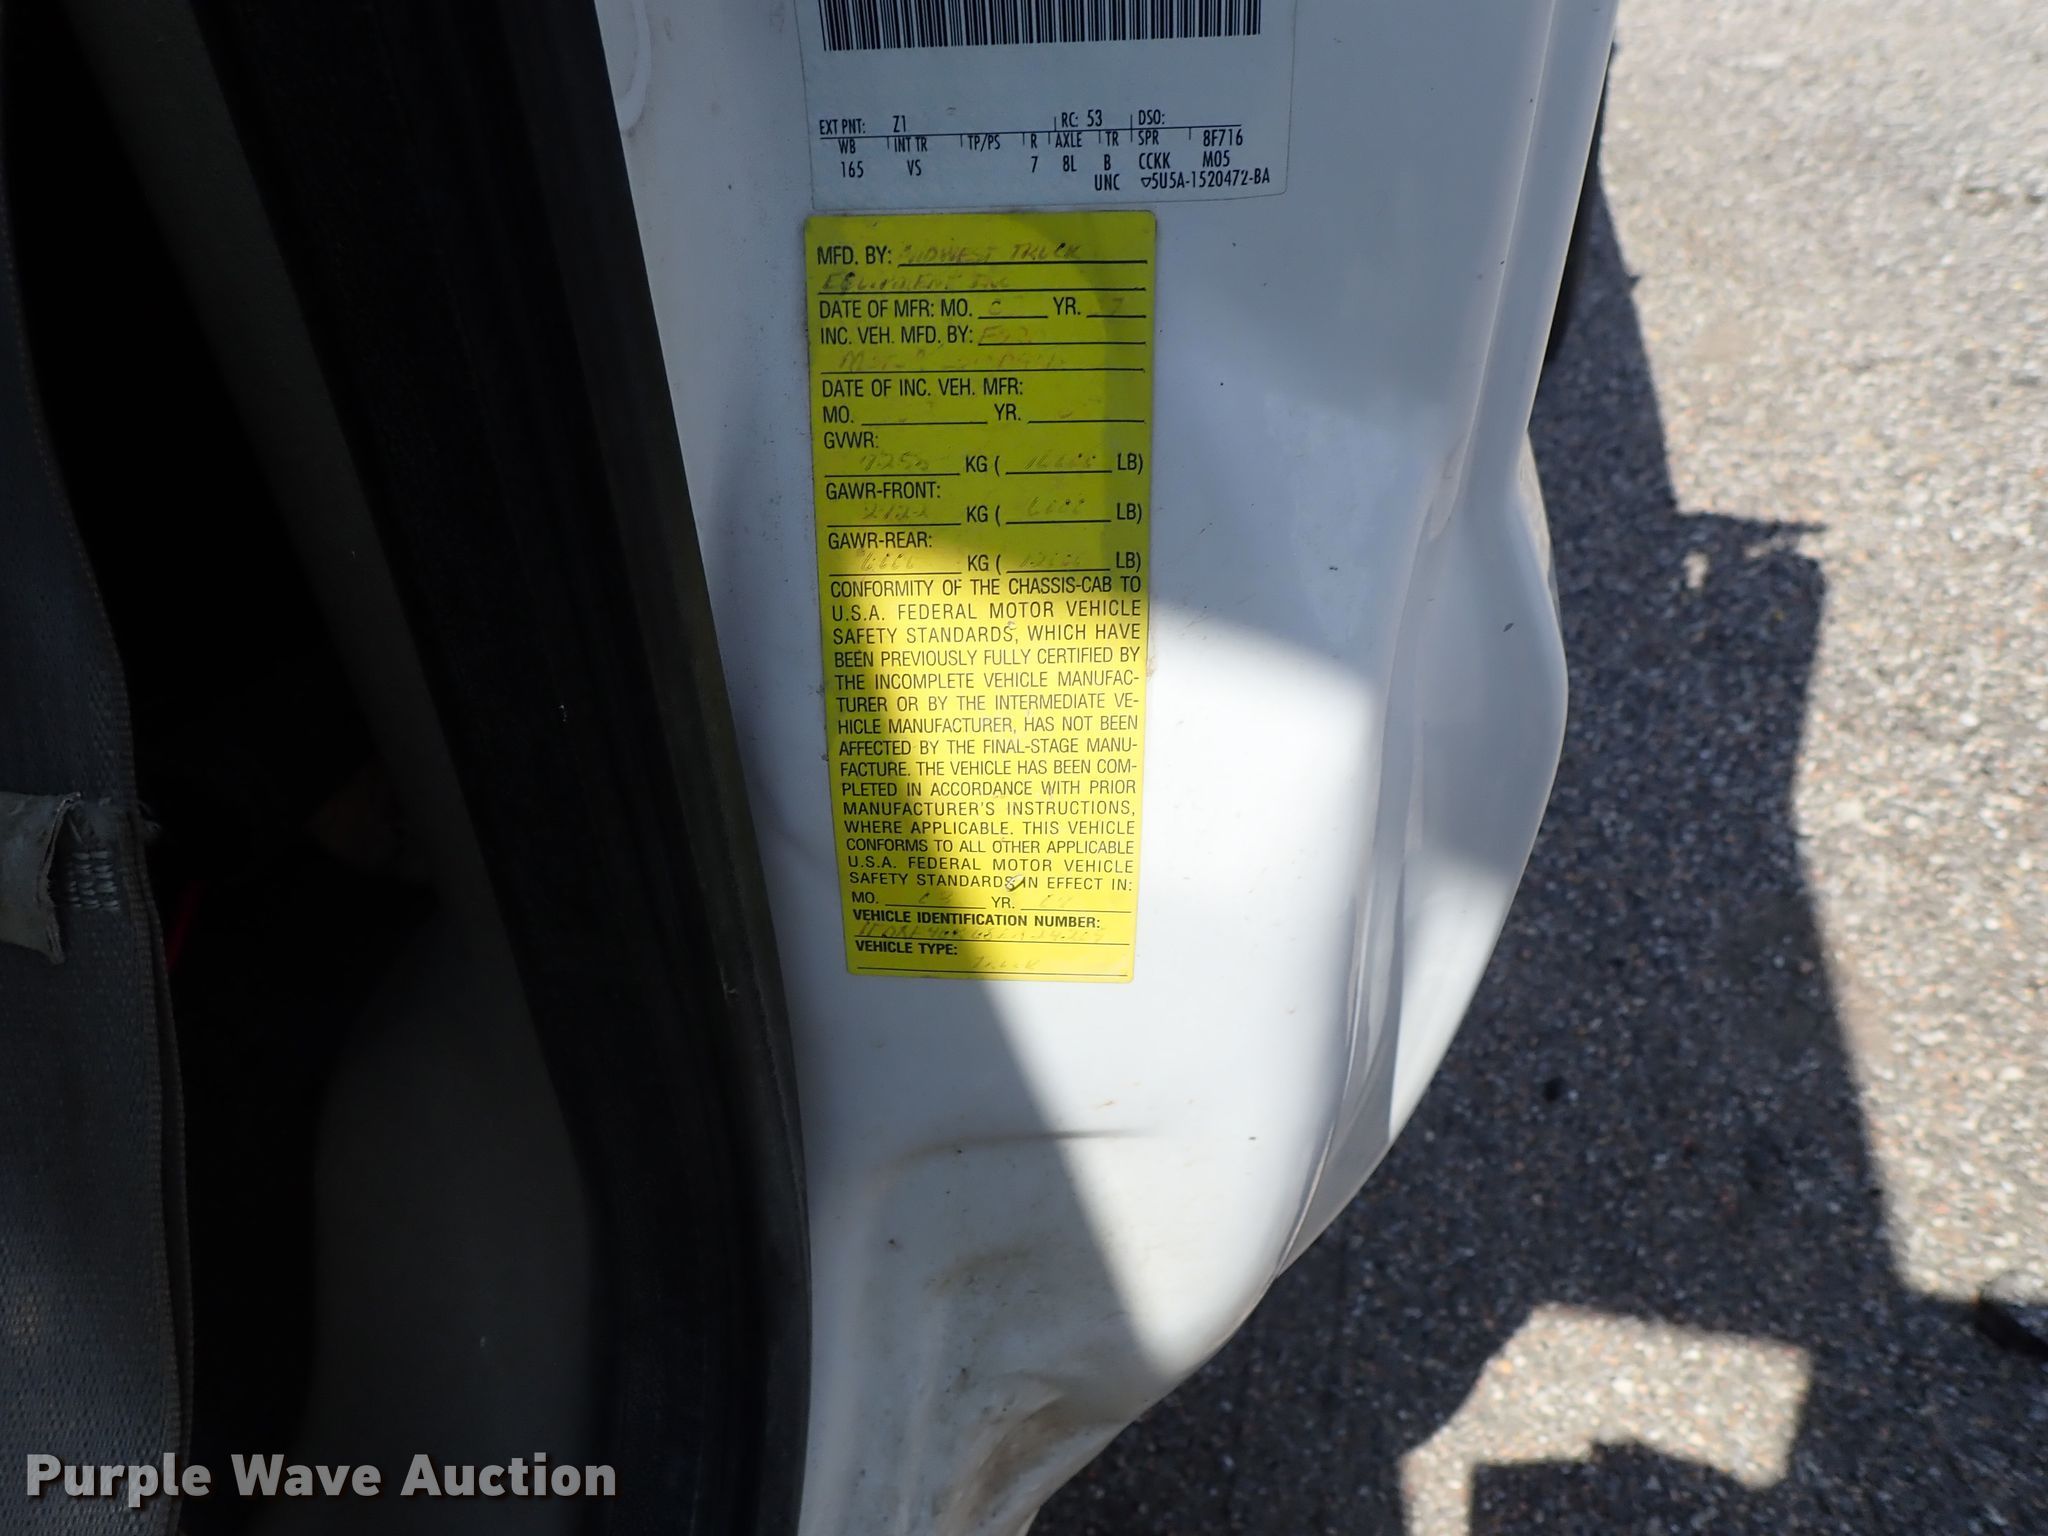 EXT PNT: Z1 RC: 53 DSO:
WB INT TR TP/PS R AXLE TR SPR 8F716
165 VS 7 8L B CCKK M05
UNC ▽5U5A-1520472-BA
MFD. BY: MIDWEST TRUCK
EQUIPMENT INC
DATE OF MFR: MO. YR. 7
INC. VEH. MFD. BY: FORD
DATE OF INC. VEH. MFR:
MO. YR.
GVWR:
KG ( LB)
GAWR-FRONT:
KG ( LB)
GAWR-REAR:
KG ( LB)
CONFORMITY OF THE CHASSIS-CAB TO
U.S.A. FEDERAL MOTOR VEHICLE
SAFETY STANDARDS, WHICH HAVE
BEEN PREVIOUSLY FULLY CERTIFIED BY
THE INCOMPLETE VEHICLE MANUFAC-
TURER OR BY THE INTERMEDIATE VE-
HICLE MANUFACTURER, HAS NOT BEEN
AFFECTED BY THE FINAL-STAGE MANU-
FACTURE. THE VEHICLE HAS BEEN COM-
PLETED IN ACCORDANCE WITH PRIOR
MANUFACTURER'S INSTRUCTIONS,
WHERE APPLICABLE. THIS VEHICLE
CONFORMS TO ALL OTHER APPLICABLE
U.S.A. FEDERAL MOTOR VEHICLE
SAFETY STANDARDS IN EFFECT IN:
MO. YR.
VEHICLE IDENTIFICATION NUMBER:
VEHICLE TYPE:
TRUCK
Purple Wave Auction